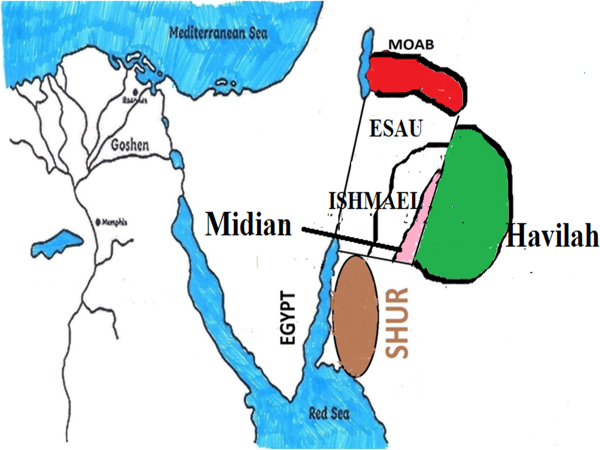 Mediterranean Sea
MOAB
Goshen
ESAU
ISHMAEL
Memphis
Midian
Havilah
EGYPT
SHUR
Red Sea